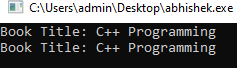 C:\Users\admin\Desktop\abhishek.exe
Book Title: C++ Programming
Book Title: C++ Programming